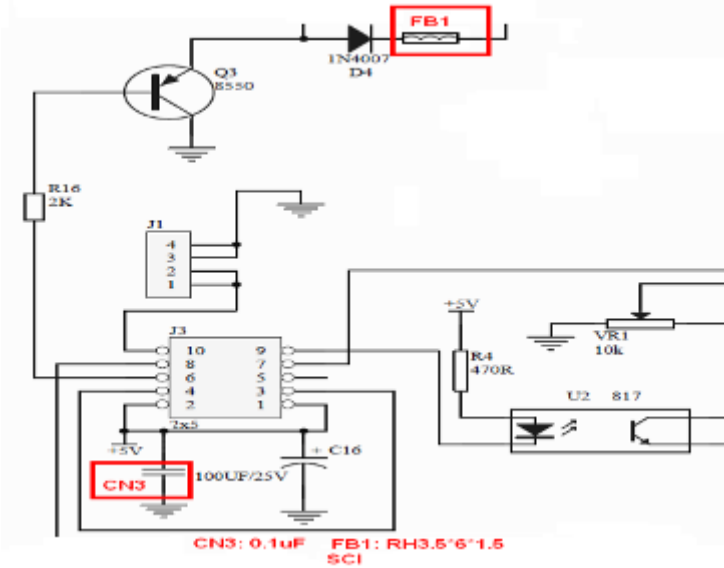 FB1
1N4007
D4
Q3
8550
R16
2K
J1
4
3
2
1
J3
10 9
8 7
6 5
4 3
2 1
2x5
+5V
R4
470R
VR1
10k
U2 817
+5V
+ C16
100UF/25V
CN3
CN3: 0.1uF FB1: RH3.5*6*1.5
SCI